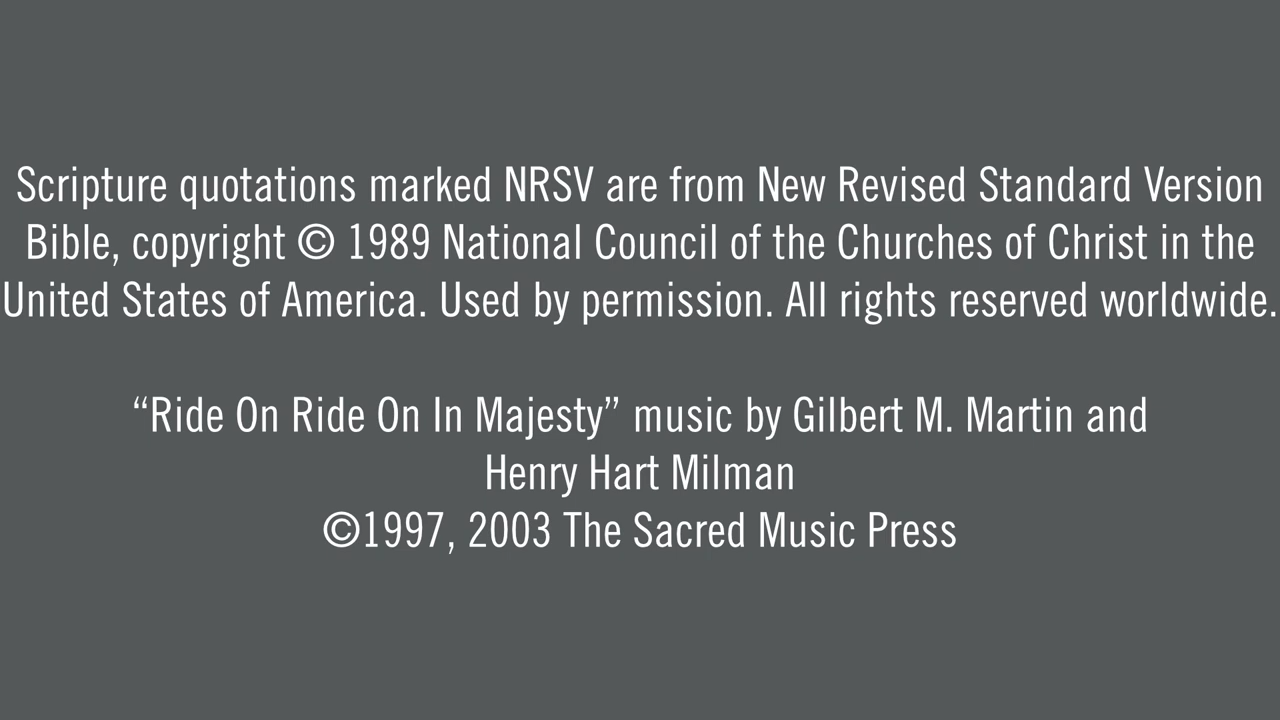 Scripture quotations marked NRSV are from New Revised Standard Version
Bible, copyright © 1989 National Council of the Churches of Christ in the
United States of America. Used by permission. All rights reserved worldwide.
“Ride On Ride On In Majesty” music by Gilbert M. Martin and
Henry Hart Milman
©1997, 2003 The Sacred Music Press